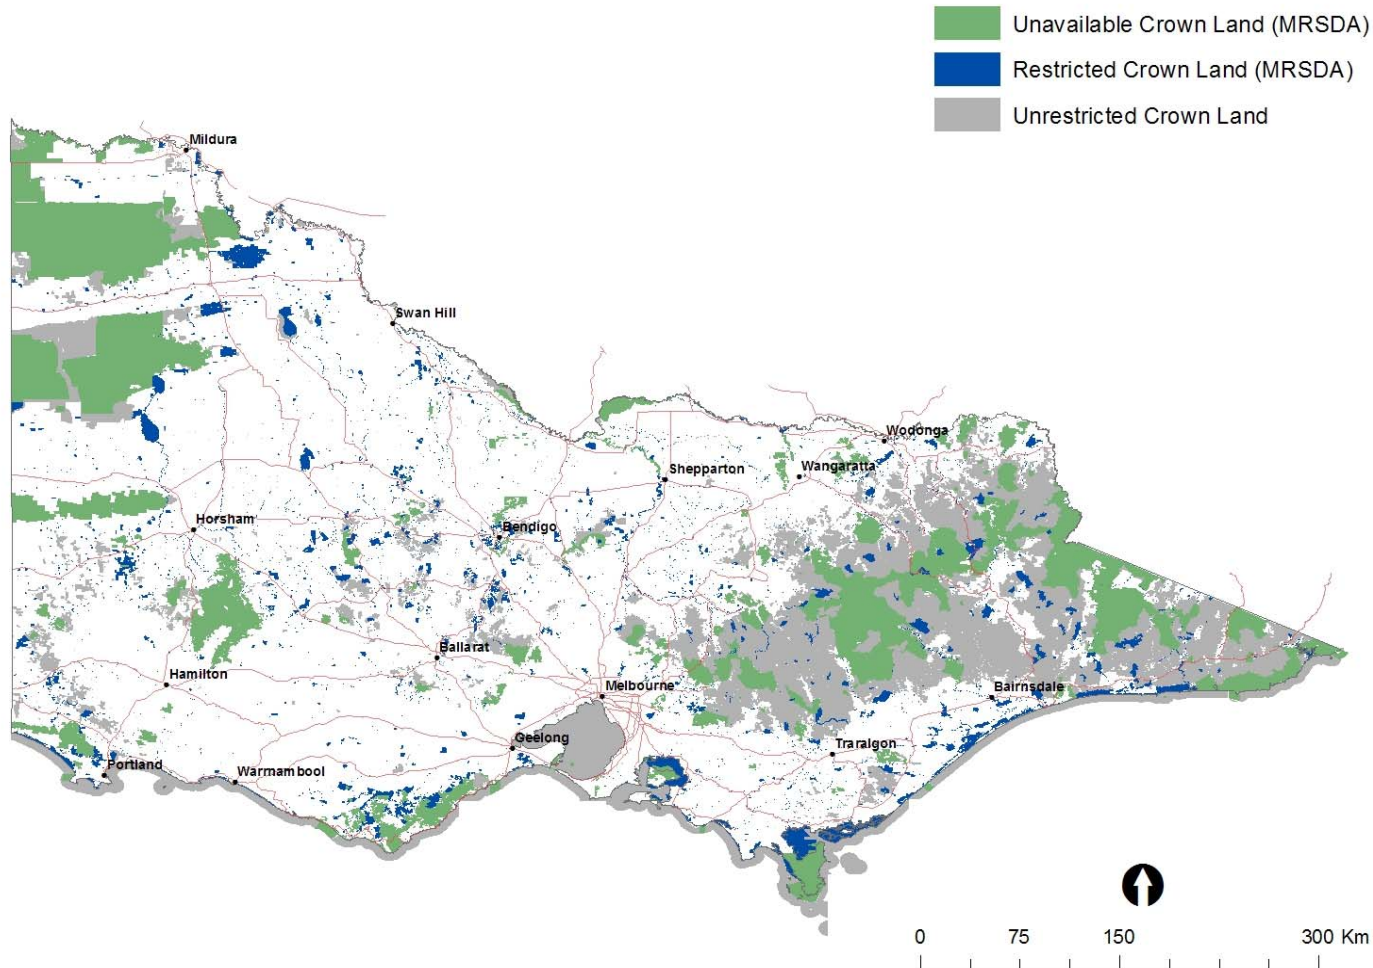 Unavailable Crown Land (MRSDA)
Restricted Crown Land (MRSDA)
Unrestricted Crown Land
Mildura
Swan Hill
Wodonga
Shepparton
Wangaratta
Horsham
Bendigo
Ballarat
Hamilton
Melbourne
Bairnsdale
Geelong
Traralgon
Portland
Warrnambool
0 75 150 300 Km